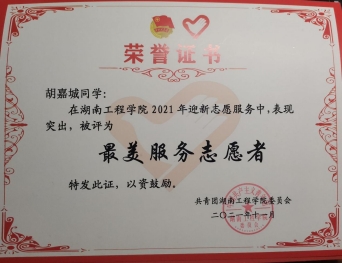 荣誉证书
胡嘉城同学：
在湖南工程学院2021年迎新志愿服务中，表现
突出，被评为
最美服务志愿者
特发此证，以资鼓励。
共青团湖南工程学院委员会
二〇二一年十一月